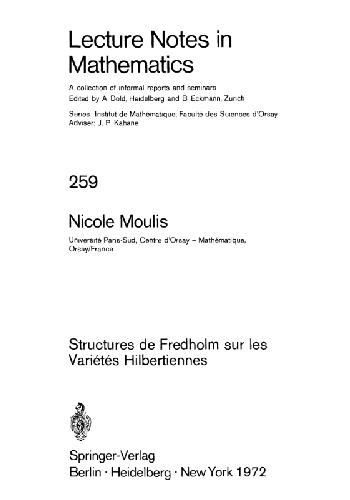 Lecture Notes in
Mathematics
A collection of informal reports and seminars
Edited by A. Dold, Heidelberg and B. Eckmann, Zurich
Series: Institut de Mathématique, Faculté des Sciences d'Orsay
Adviser: J. P. Kahane
259
Nicole Moulis
Université Paris-Sud, Centre d'Orsay – Mathématique,
Orsay/France
Structures de Fredholm sur les
Variétés Hilbertiennes
Springer-Verlag
Berlin · Heidelberg · New York 1972